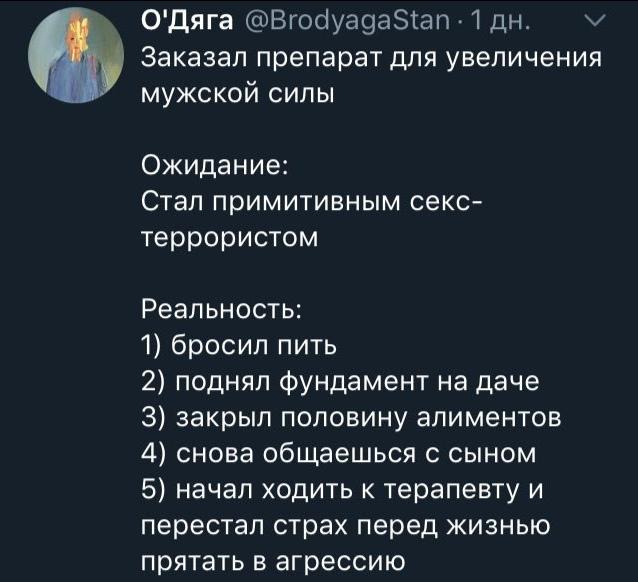 О'Дяга @BrodyagaStan · 1 дн.
Заказал препарат для увеличения
мужской силы
Ожидание:
Стал примитивным секс-
террористом
Реальность:
1) бросил пить
2) поднял фундамент на даче
3) закрыл половину алиментов
4) снова общаешься с сыном
5) начал ходить к терапевту и
перестал страх перед жизнью
прятать в агрессию